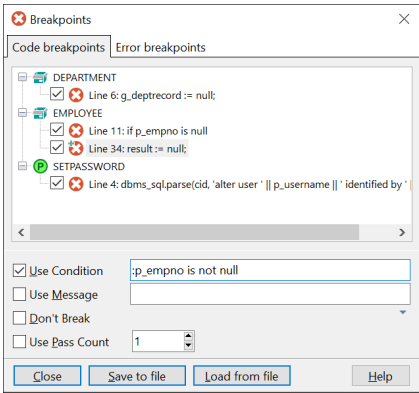 Breakpoints
Code breakpoints Error breakpoints
DEPARTMENT
Line 6: g_deptrecord := null;
EMPLOYEE
Line 11: if p_empno is null
Line 34: result := null;
P SETPASSWORD
Line 4: dbms_sql.parse(cid, 'alter user ' || p_username || ' identified by ' |
Use Condition :p_empno is not null
Use Message
Don't Break
Use Pass Count 1
Close Save to file Load from file Help